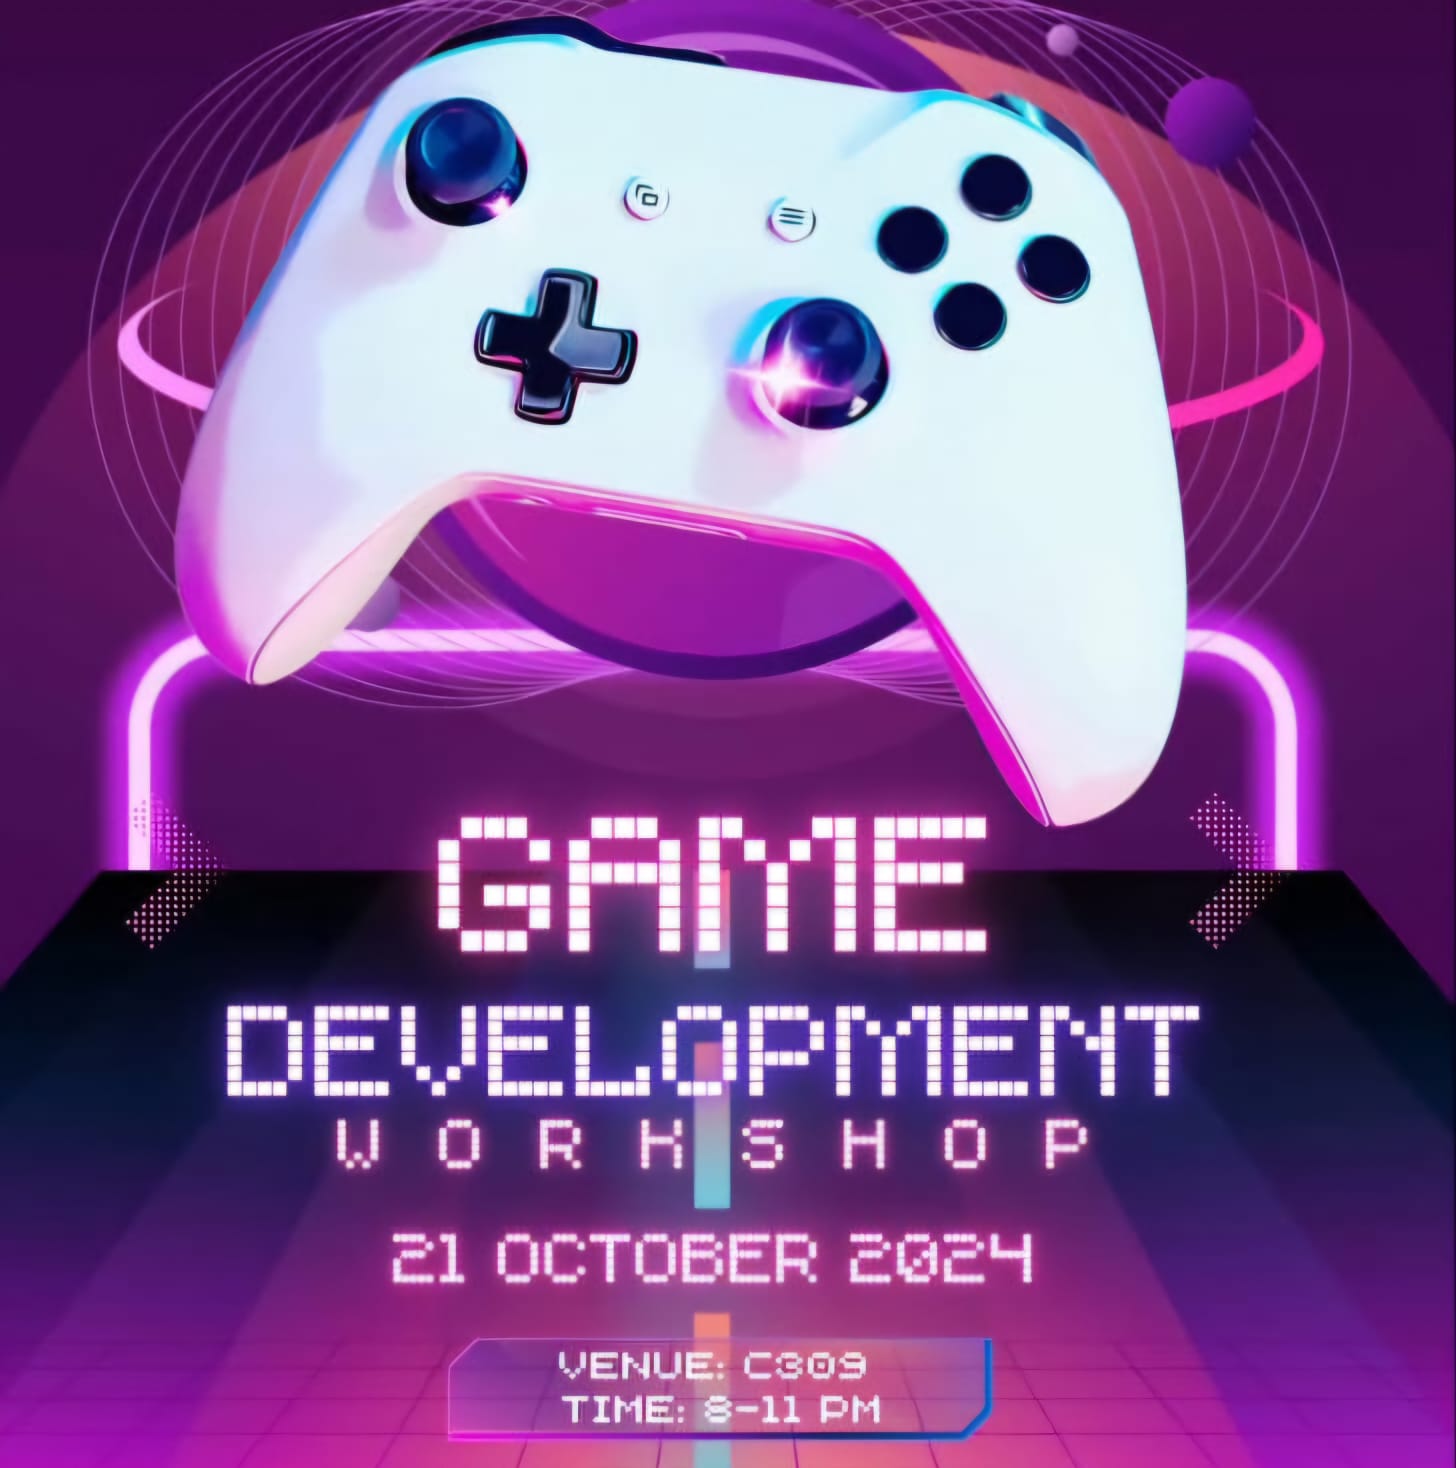 GAME
DEVELOPMENT
WORKSHOP
21 OCTOBER 2024
VENUE: C309
TIME: 8-11 PM